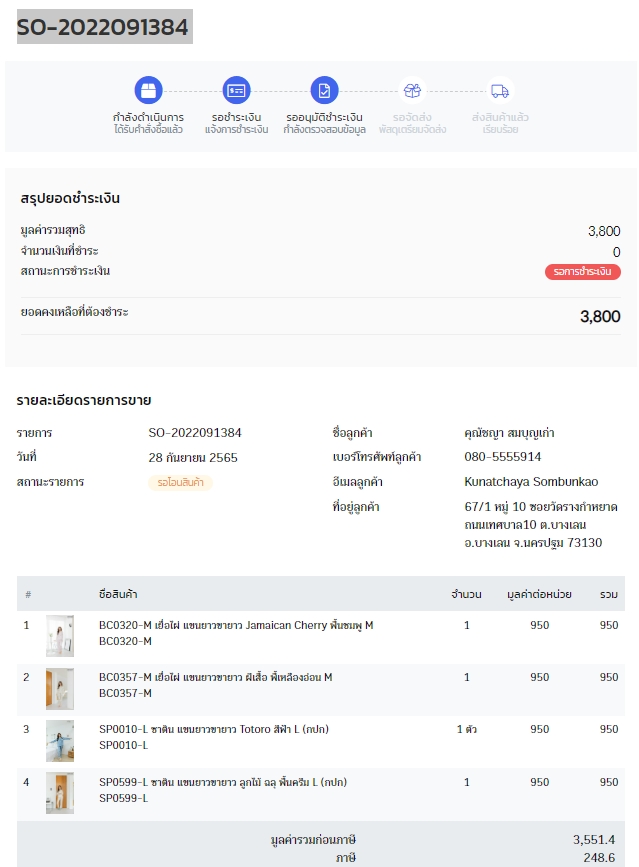 SO-2022091384
กำลังดำเนินการ
ได้รับคำสั่งซื้อแล้ว
รอชำระเงิน
แจ้งการชำระเงิน
รออนุมัติชำระเงิน
กำลังตรวจสอบข้อมูล
รอจัดส่ง
พัสดุเตรียมจัดส่ง
ส่งสินค้าแล้ว
เรียบร้อย
สรุปยอดชำระเงิน
มูลค่ารวมสุทธิ 3,800
จำนวนเงินที่ชำระ 0
สถานะการชำระเงิน รอการชำระเงิน
ยอดคงเหลือที่ต้องชำระ 3,800
รายละเอียดรายการขาย
รายการ SO-2022091384
วันที่ 28 กันยายน 2565
สถานะรายการ รอโอนสินค้า
ชื่อลูกค้า คุณัชญา สมบุญเก่า
เบอร์โทรศัพท์ลูกค้า 080-5555914
อีเมลลูกค้า Kunatchaya Sombunkao
ที่อยู่ลูกค้า 67/1 หมู่ 10 ซอยวัดรางกำหยาด
ถนนเทศบาล10 ต.บางเลน
อ.บางเลน จ.นครปฐม 73130
# ชื่อสินค้า จำนวน มูลค่าต่อหน่วย รวม
1 BC0320-M เยื่อไผ่ แขนยาวขายาว Jamaican Cherry พื้นชมพู M 1 950 950
BC0320-M
2 BC0357-M เยื่อไผ่ แขนยาวขายาว ผีเสื้อ พื้เหลืองอ่อน M 1 950 950
BC0357-M
3 SP0010-L ซาติน แขนยาวขายาว Totoro สีฟ้า L (กปก) 1 ตัว 950 950
SP0010-L
4 SP0599-L ซาติน แขนยาวขายาว ลูกไม้ ฉลุ พื้นครีม L (กปก) 1 950 950
SP0599-L
มูลค่ารวมก่อนภาษี 3,551.4
ภาษี 248.6